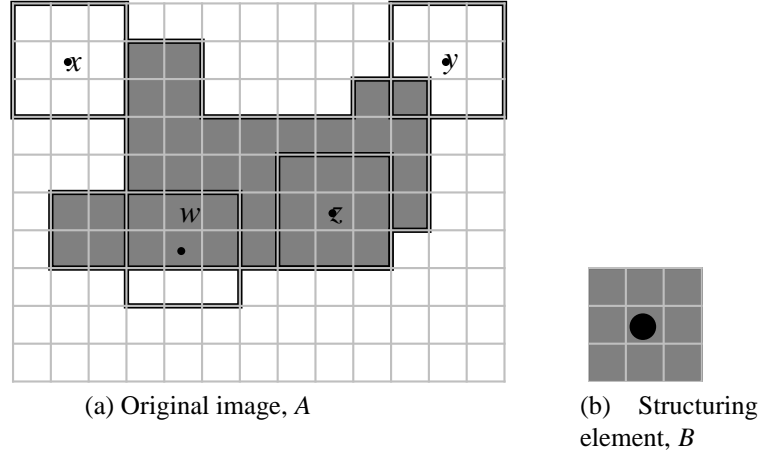 x
y
w
z
(a) Original image, A
(b) Structuring
element, B